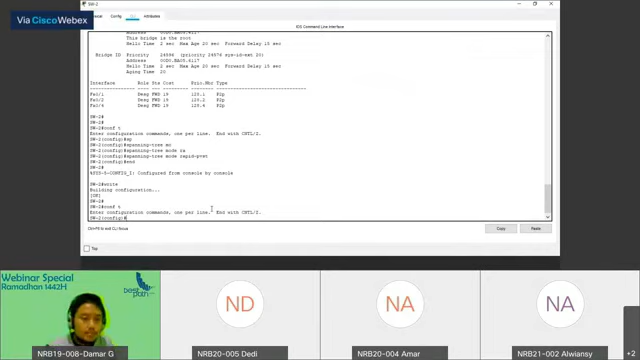 Via CiscoWebex
SW-2
Physical Config CLI Attributes
IOS Command Line Interface
This bridge is the root
Hello Time 2 sec Max Age 20 sec Forward Delay 15 sec
Bridge ID Priority 24596 (priority 24576 sys-id-ext 20)
Address 00D0.BA05.6117
Hello Time 2 sec Max Age 20 sec Forward Delay 15 sec
Aging Time 20
Interface Role Sts Cost Prio.Nbr Type
Fa0/1 Desg FWD 19 128.1 P2p
Fa0/2 Desg FWD 19 128.2 P2p
Fa0/4 Desg FWD 19 128.4 P2p
SW-2#
SW-2#conf t
Enter configuration commands, one per line. End with CNTL/Z.
SW-2(config)#sp
SW-2(config)#spanning-tree mo
SW-2(config)#spanning-tree mode ra
SW-2(config)#spanning-tree mode rapid-pvst
SW-2(config)#end
SW-2#
%SYS-5-CONFIG_I: Configured from console by console
SW-2#write
Building configuration...
[OK]
SW-2#
SW-2#conf t
Enter configuration commands, one per line. End with CNTL/Z.
SW-2(config)#
Ctrl+F6 to exit CLI focus
Copy
Paste
Top
Webinar Special
Ramadhan 1442H
best path
ND
NA
NA
NRB19-008-Damar G
NRB20-005 Dedi
NRB20-004 Amar
NRB21-002 Alwiansy
+2